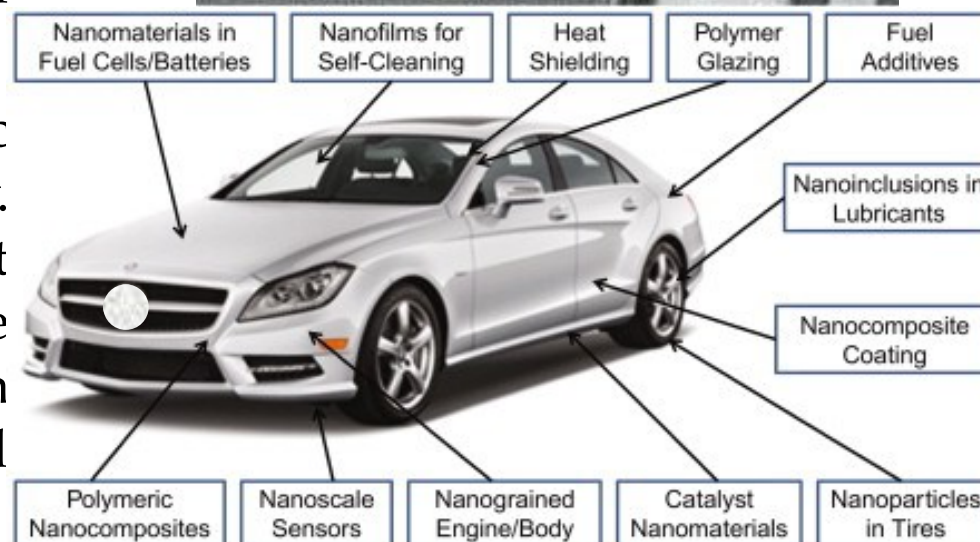 Nanomaterials in
Fuel Cells/Batteries
Nanofilms for
Self-Cleaning
Heat
Shielding
Polymer
Glazing
Fuel
Additives
Nanoinclusions in
Lubricants
Nanocomposite
Coating
Polymeric
Nanocomposites
Nanoscale
Sensors
Nanograined
Engine/Body
Catalyst
Nanomaterials
Nanoparticles
in Tires